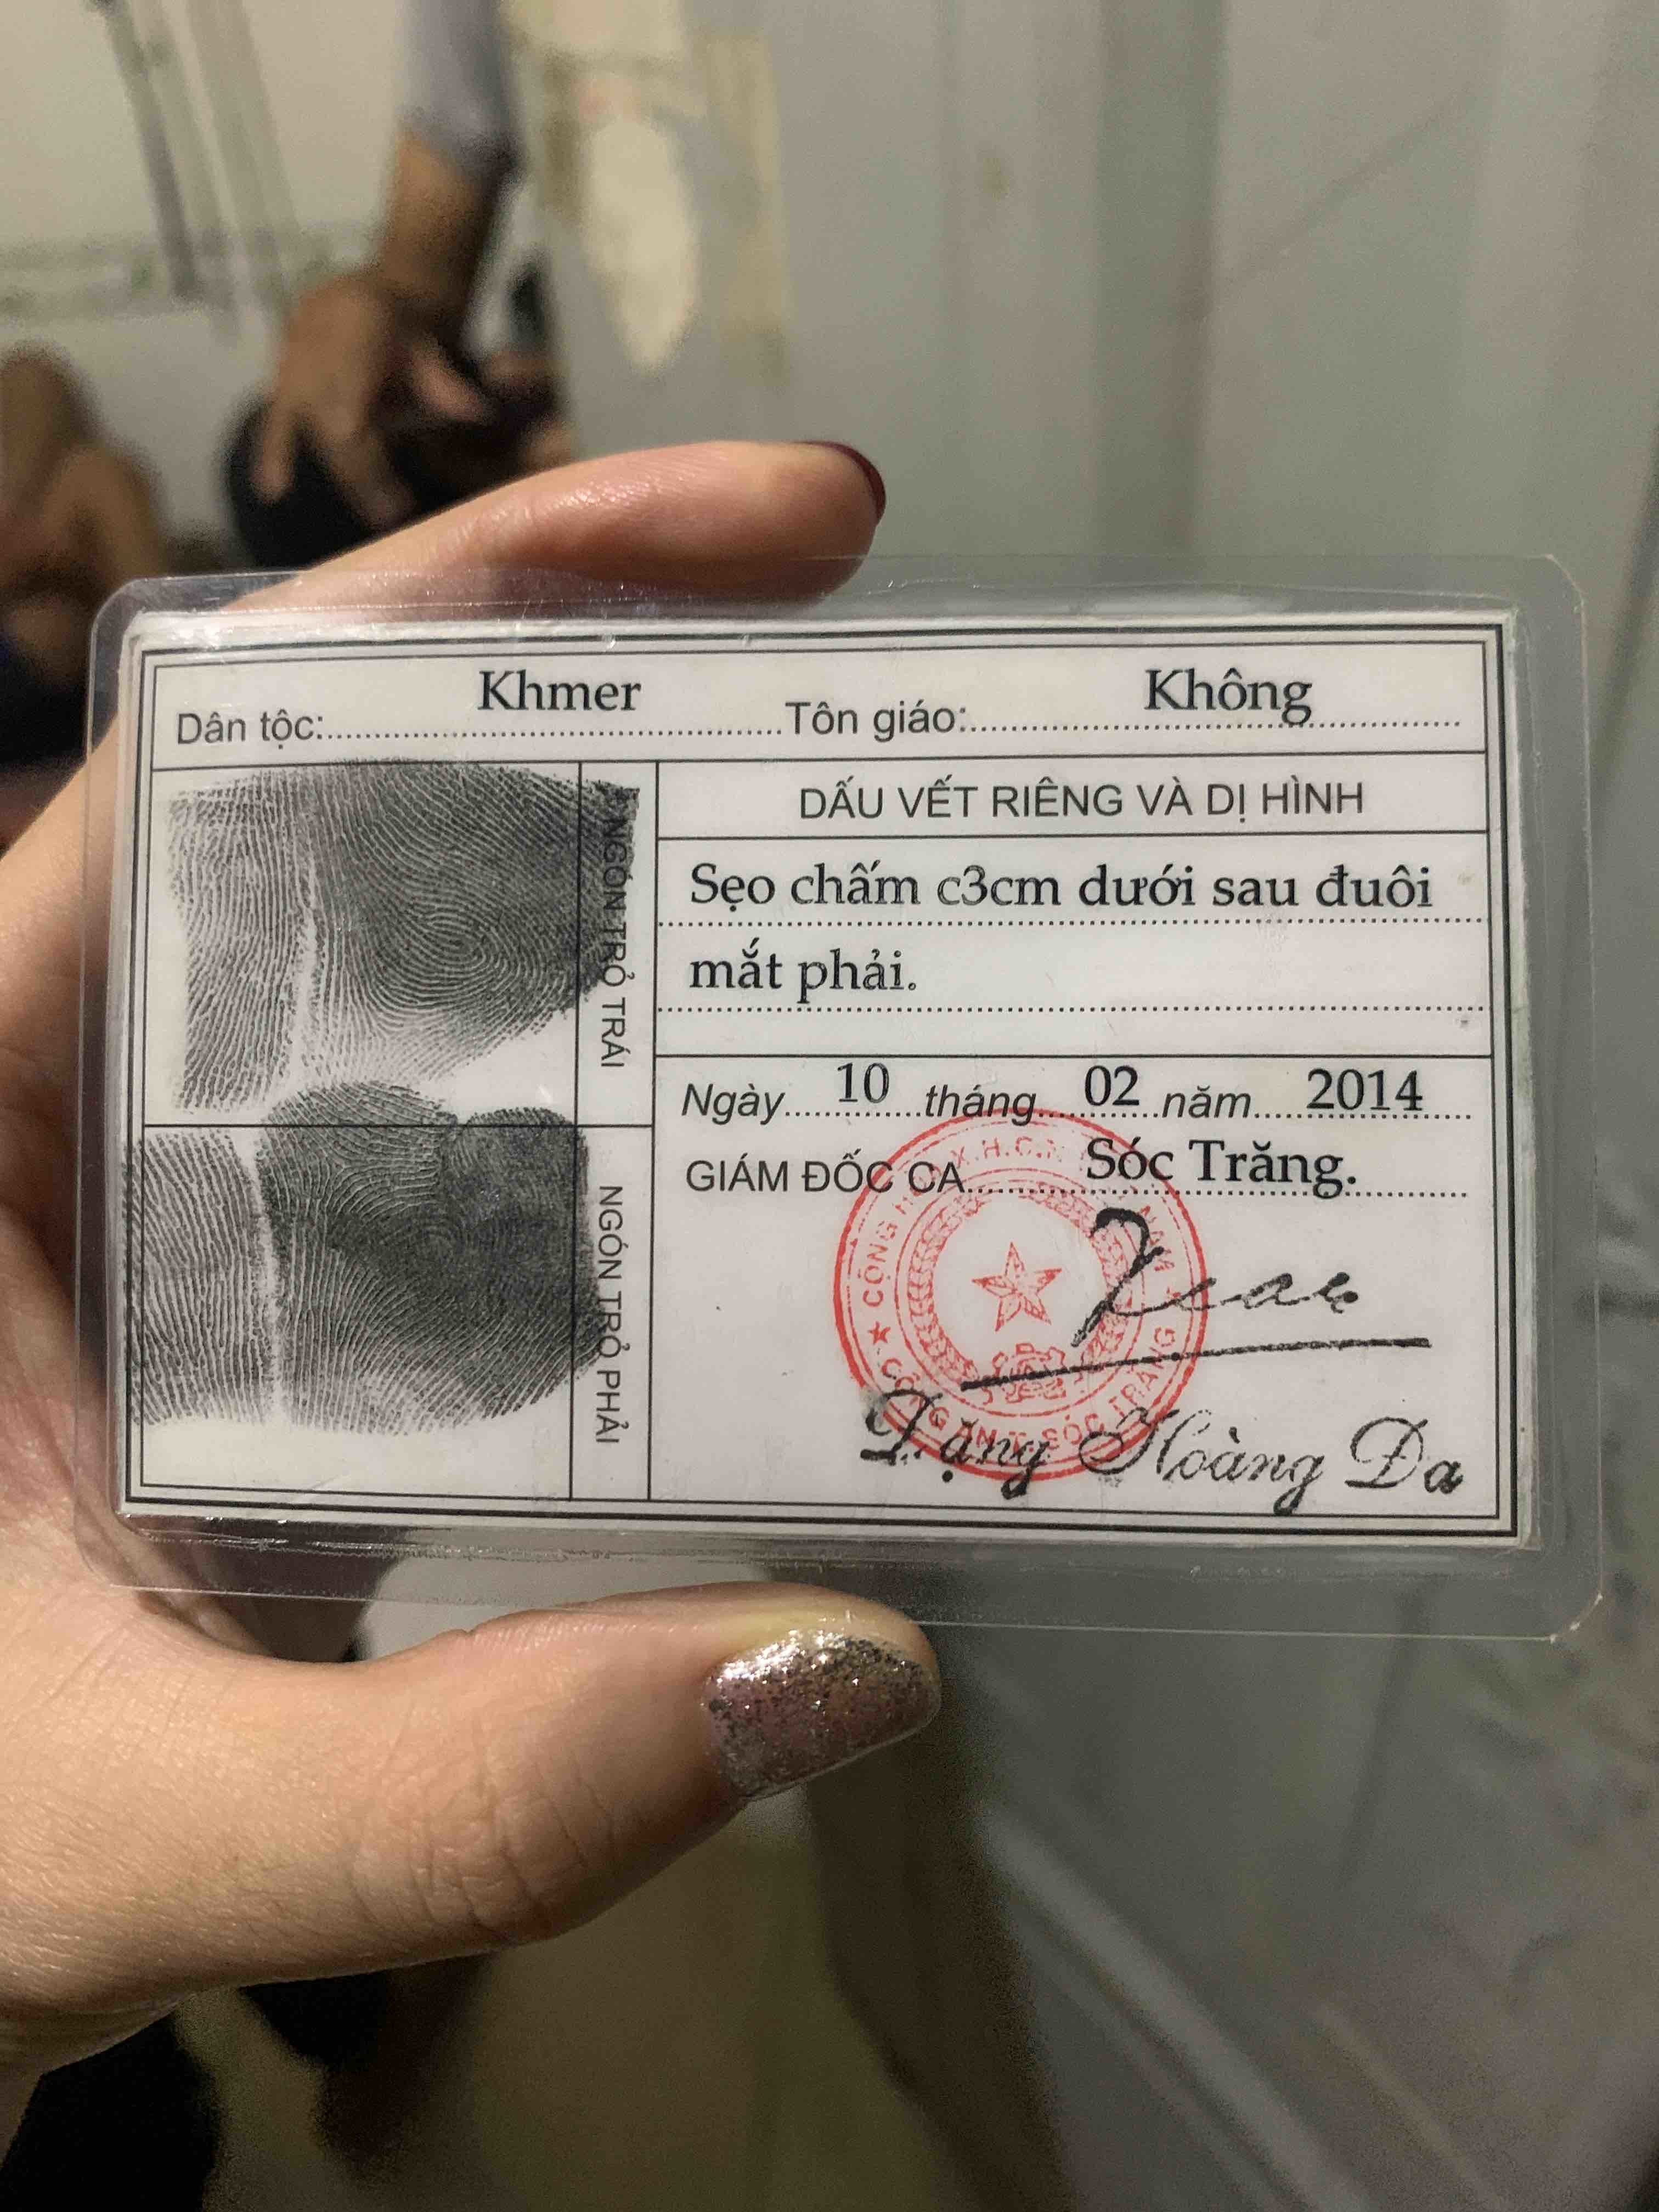 Dân tộc: Khmer Tôn giáo: Không
NGÓN TRỎ TRÁI
NGÓN TRỎ PHẢI
DẤU VẾT RIÊNG VÀ DỊ HÌNH
Sẹo chấm c3cm dưới sau đuôi
mắt phải.
Ngày 10 tháng 02 năm 2014
GIÁM ĐỐC CA Sóc Trăng.
Đặng Hoàng Đa